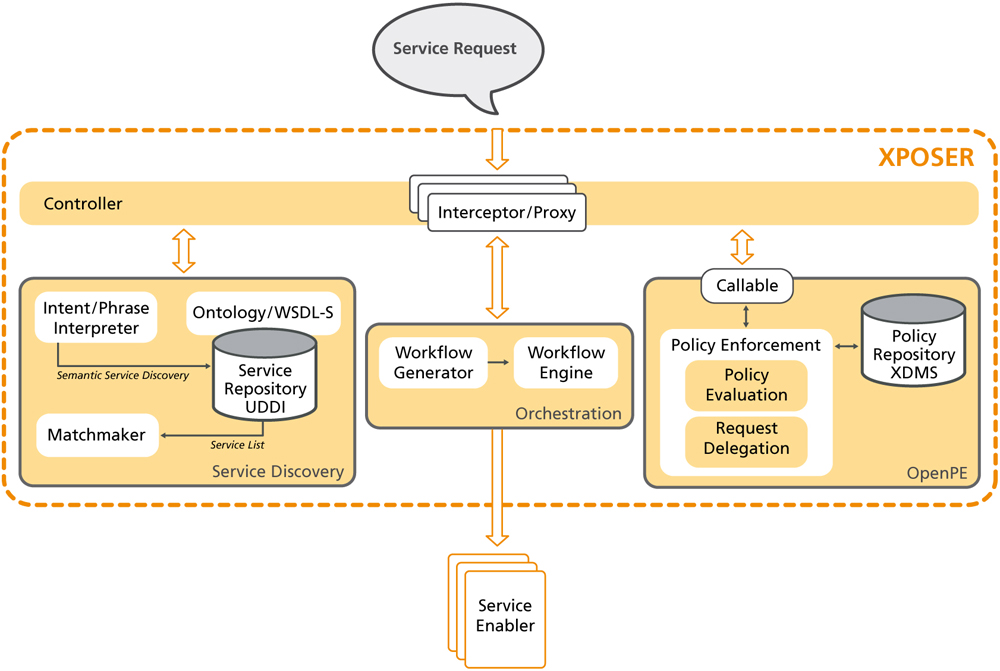 Service Request
XPOSER
Controller
Interceptor/Proxy
Intent/Phrase
Interpreter
Ontology/WSDL-S
Semantic Service Discovery
Service
Repository
UDDI
Matchmaker
Service List
Service Discovery
Workflow
Generator
Workflow
Engine
Orchestration
Callable
Policy Enforcement
Policy
Evaluation
Request
Delegation
Policy
Repository
XDMS
OpenPE
Service
Enabler